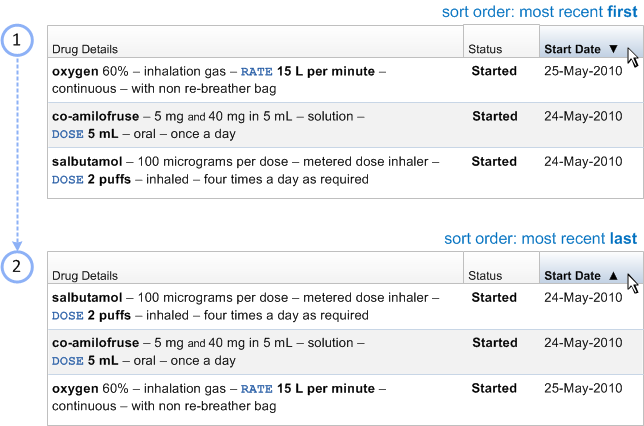 sort order: most recent first
1
Drug Details Status Start Date ▼
oxygen 60% – inhalation gas – RATE 15 L per minute – Started 25-May-2010
continuous – with non re-breather bag
co-amilofruse – 5 mg and 40 mg in 5 mL – solution – Started 24-May-2010
DOSE 5 mL – oral – once a day
salbutamol – 100 micrograms per dose – metered dose inhaler – Started 24-May-2010
DOSE 2 puffs – inhaled – four times a day as required
sort order: most recent last
2
Drug Details Status Start Date ▲
salbutamol – 100 micrograms per dose – metered dose inhaler – Started 24-May-2010
DOSE 2 puffs – inhaled – four times a day as required
co-amilofruse – 5 mg and 40 mg in 5 mL – solution – Started 24-May-2010
DOSE 5 mL – oral – once a day
oxygen 60% – inhalation gas – RATE 15 L per minute – Started 25-May-2010
continuous – with non re-breather bag